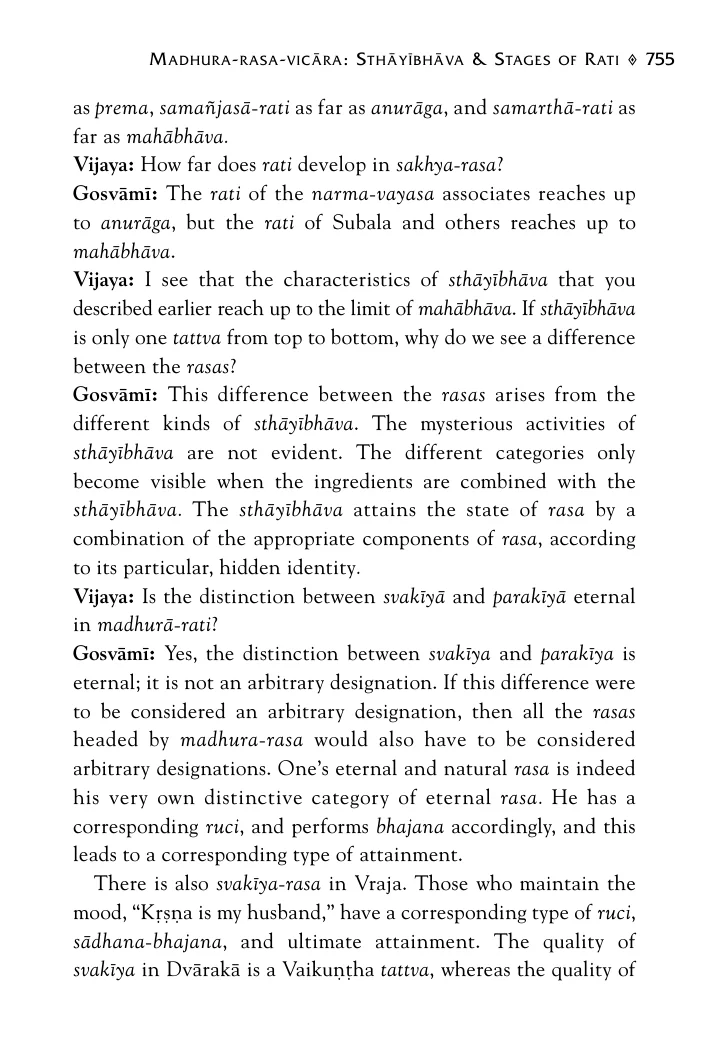 MADHURA-RASA-VICĀRA: STHĀYĪBHĀVA & STAGES OF RATI ◊ 755
as prema, samañjasā-rati as far as anurāga, and samarthā-rati as
far as mahābhāva.
Vijaya: How far does rati develop in sakhya-rasa?
Gosvāmī: The rati of the narma-vayasa associates reaches up
to anurāga, but the rati of Subala and others reaches up to
mahābhāva.
Vijaya: I see that the characteristics of sthāyībhāva that you
described earlier reach up to the limit of mahābhāva. If sthāyībhāva
is only one tattva from top to bottom, why do we see a difference
between the rasas?
Gosvāmī: This difference between the rasas arises from the
different kinds of sthāyībhāva. The mysterious activities of
sthāyībhāva are not evident. The different categories only
become visible when the ingredients are combined with the
sthāyībhāva. The sthāyībhāva attains the state of rasa by a
combination of the appropriate components of rasa, according
to its particular, hidden identity.
Vijaya: Is the distinction between svakīyā and parakīyā eternal
in madhurā-rati?
Gosvāmī: Yes, the distinction between svakīya and parakīya is
eternal; it is not an arbitrary designation. If this difference were
to be considered an arbitrary designation, then all the rasas
headed by madhura-rasa would also have to be considered
arbitrary designations. One’s eternal and natural rasa is indeed
his very own distinctive category of eternal rasa. He has a
corresponding ruci, and performs bhajana accordingly, and this
leads to a corresponding type of attainment.
There is also svakīya-rasa in Vraja. Those who maintain the
mood, “Kṛṣṇa is my husband,” have a corresponding type of ruci,
sādhana-bhajana, and ultimate attainment. The quality of
svakīya in Dvārakā is a Vaikuṇṭha tattva, whereas the quality of